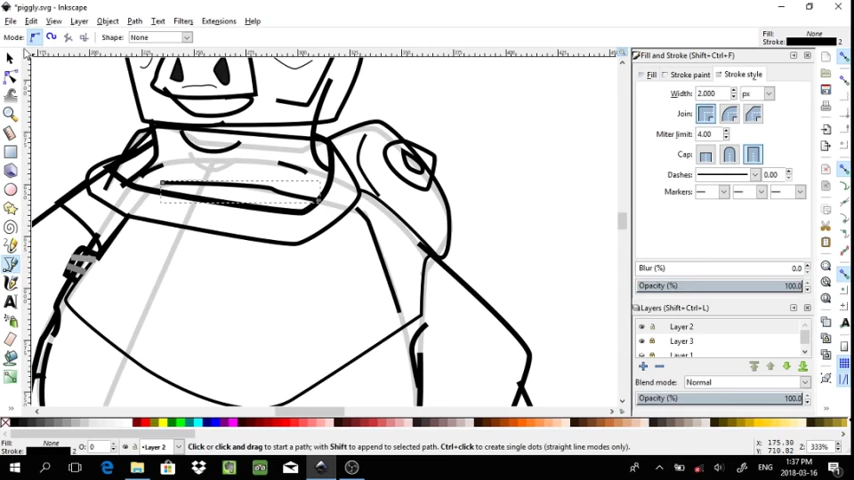 *piggly.svg - Inkscape
File Edit View Layer Object Path Text Filters Extensions Help
Mode: Shape: None Fill: None
Stroke: 2
Fill and Stroke (Shift+Ctrl+F)
Fill Stroke paint Stroke style
Width: 2.000 px
Join:
Miter limit: 4.00
Cap:
Dashes: 0.00
Markers:
Blur (%) 0.0
Opacity (%) 100.0
Layers (Shift+Ctrl+L)
Layer 2
Layer 3
Layer 1
Blend mode: Normal
Opacity (%) 100.0
Fill: None O: 0 •Layer 2 Click or click and drag to start a path; with Shift to append to selected path. Ctrl+click to create single dots (straight line modes only). X: 175.30 Z: 333%
Stroke: None 2 Y: 710.82
ENG 1:37 PM
2018-03-16